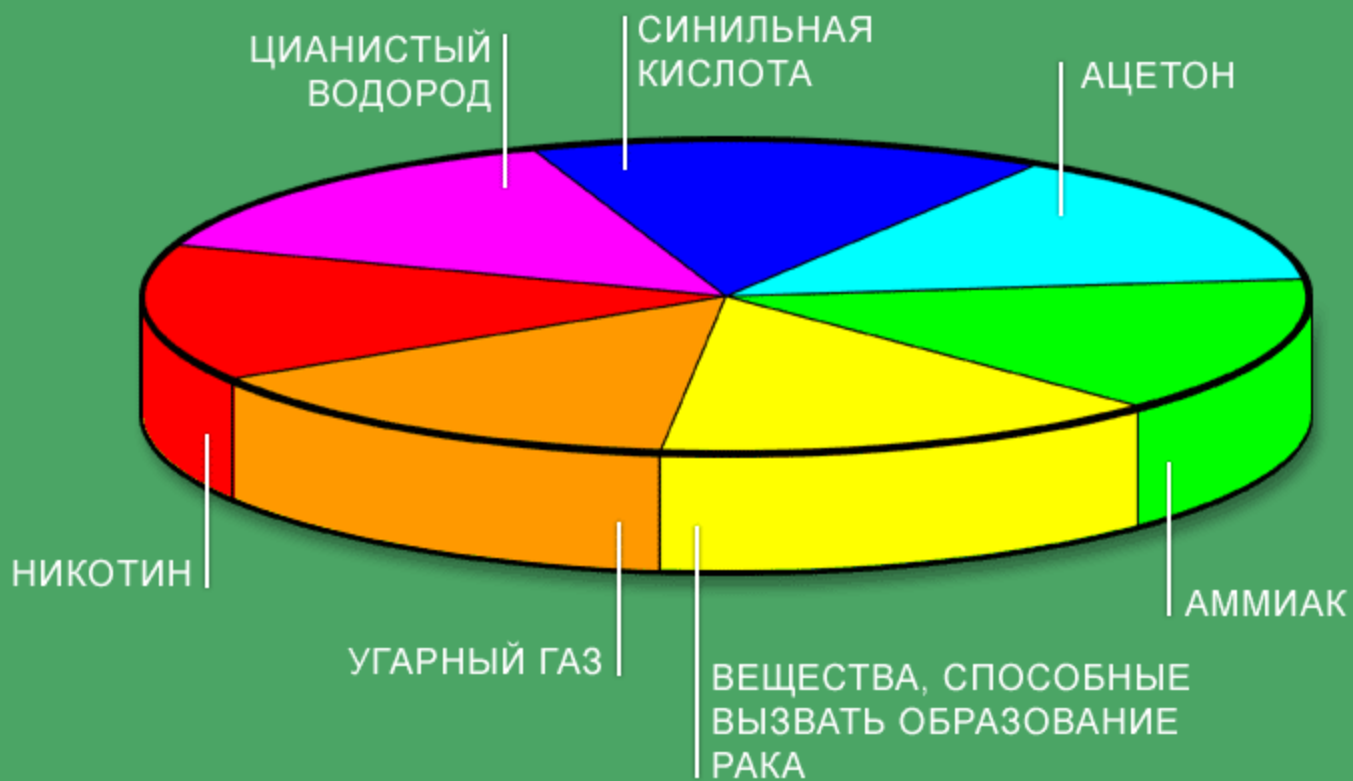 ЦИАНИСТЫЙ
ВОДОРОД
СИНИЛЬНАЯ
КИСЛОТА
АЦЕТОН
НИКОТИН
УГАРНЫЙ ГАЗ
ВЕЩЕСТВА, СПОСОБНЫЕ
ВЫЗВАТЬ ОБРАЗОВАНИЕ
РАКА
АММИАК